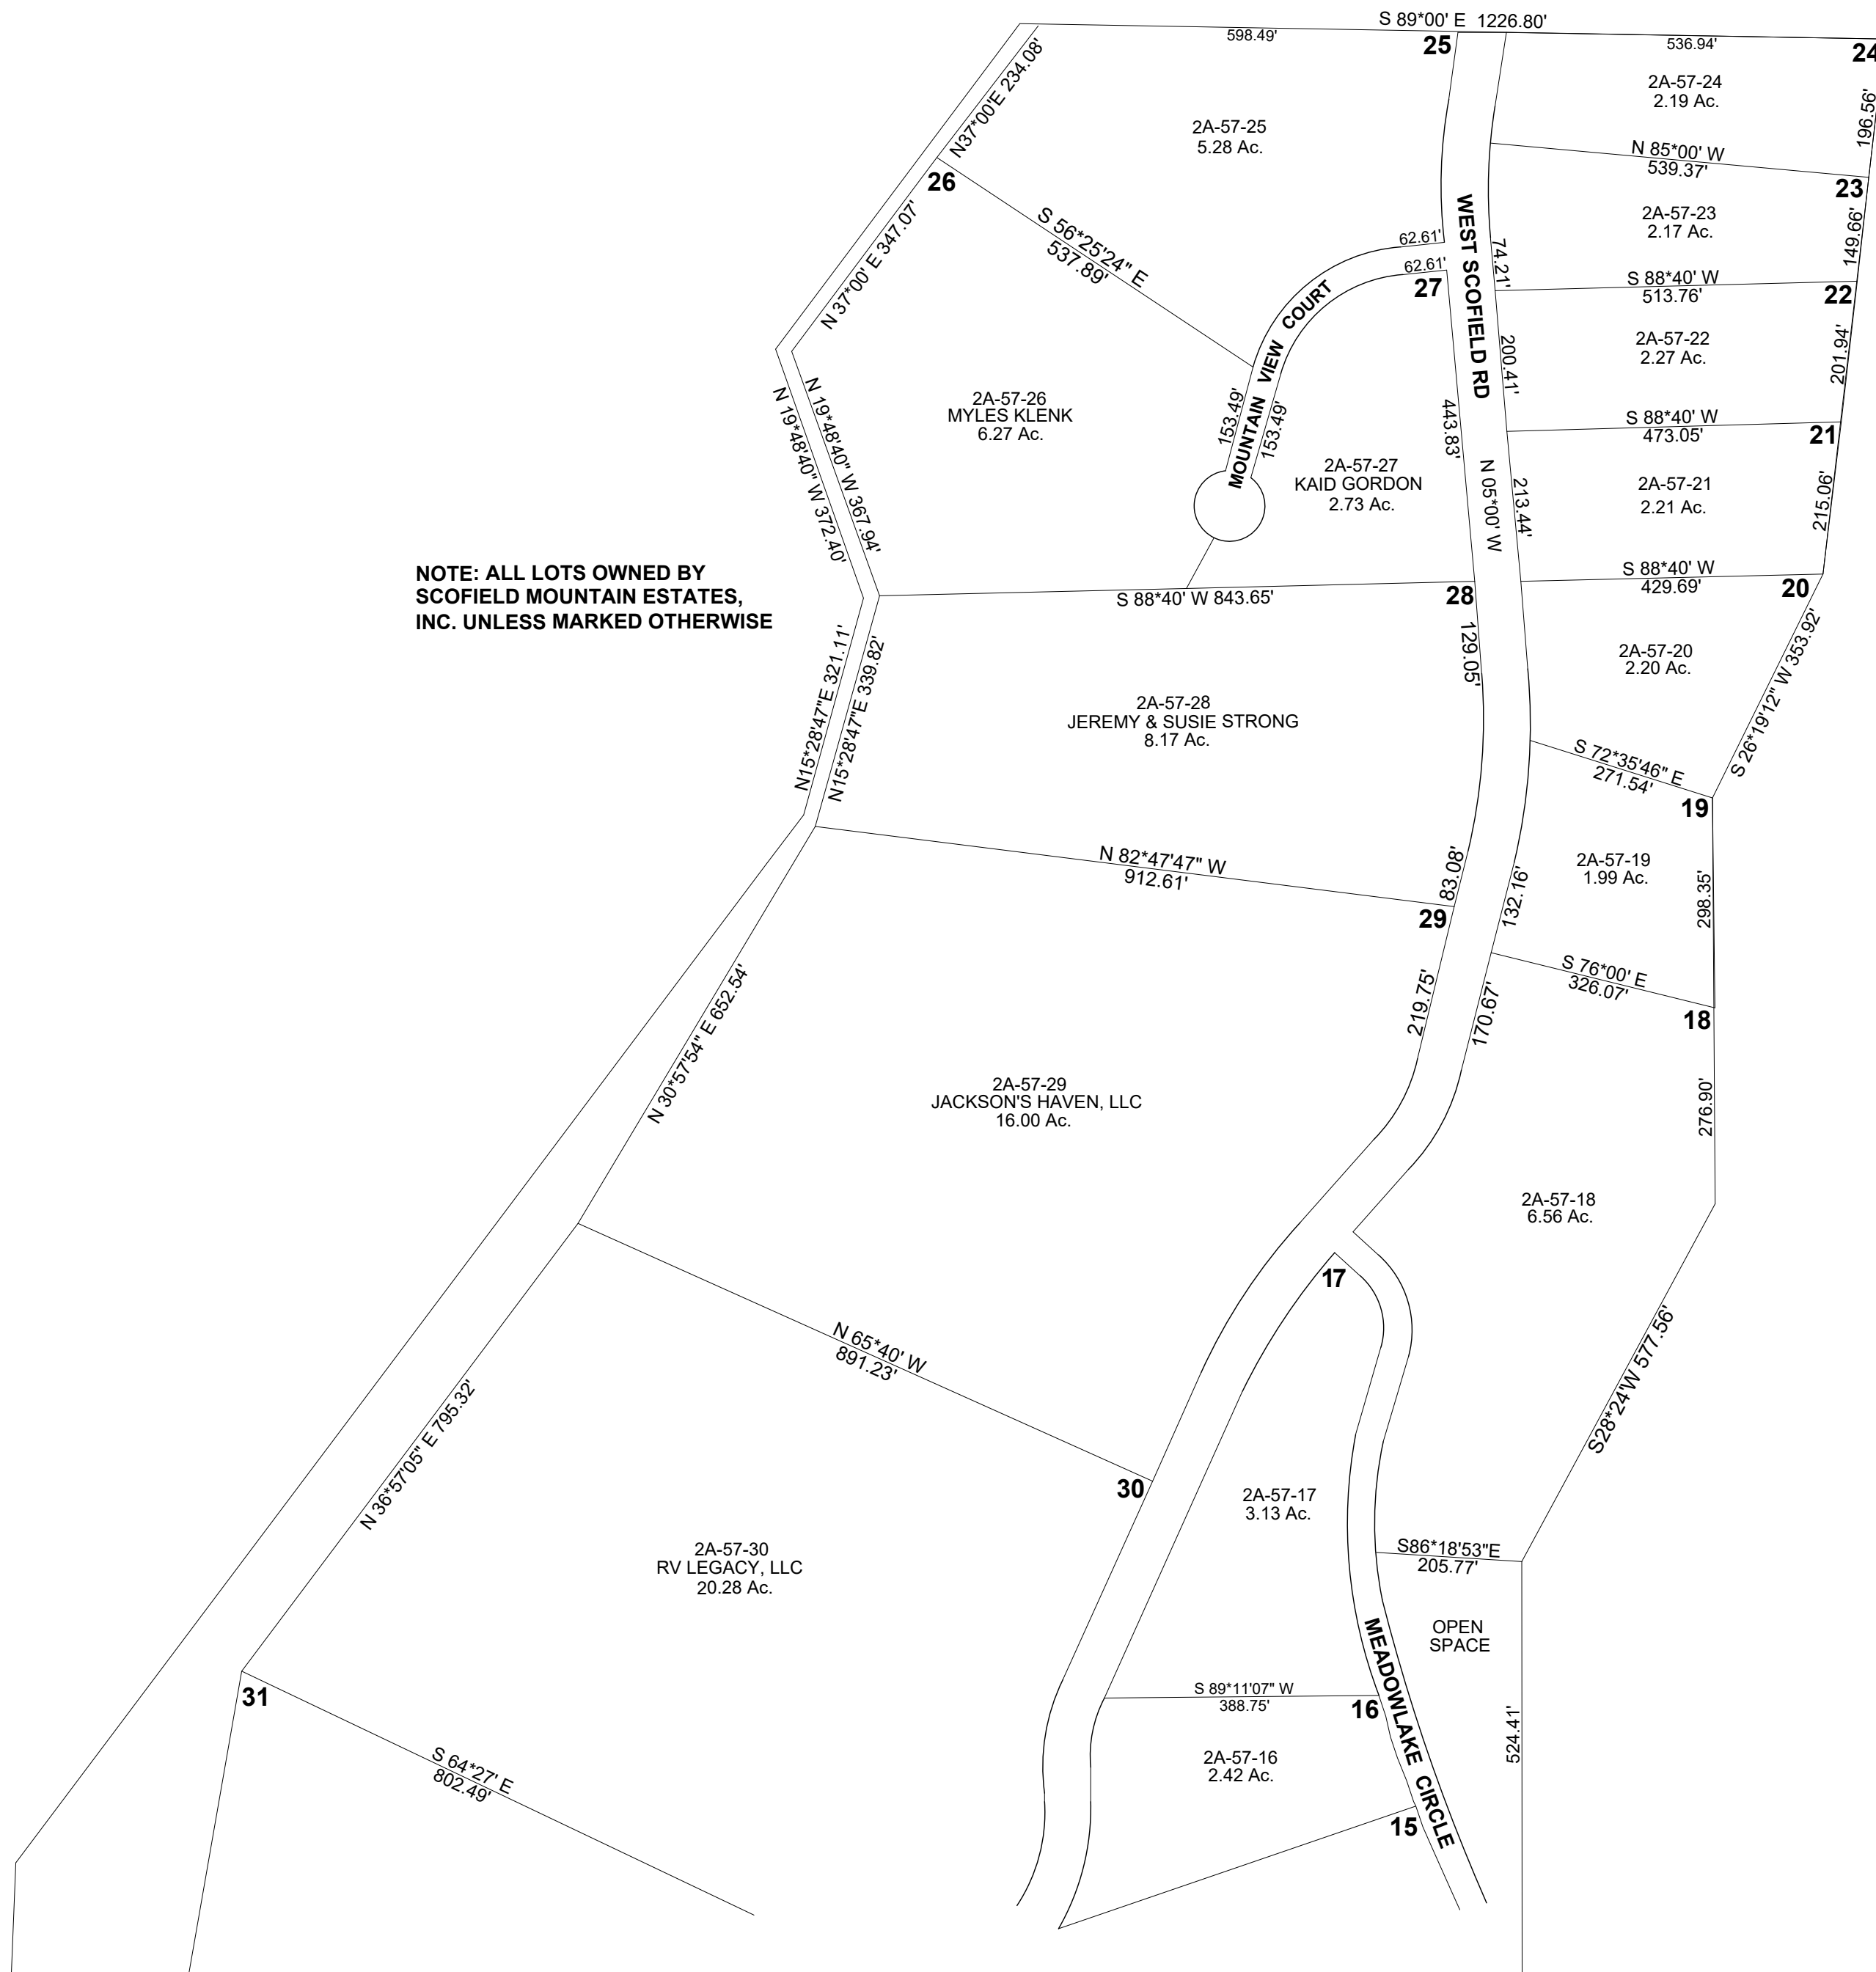 S 89°00' E 1226.80'
598.49'
25
536.94'
24
2A-57-24
2.19 Ac.
196.56'
N37*00'E 234.08'
2A-57-25
5.28 Ac.
N 85*00' W
539.37'
23
26
2A-57-23
2.17 Ac.
149.66'
N 37*00' E 347.07'
S 56*25'24" E
537.89'
62.61'
62.61'
27
WEST SCOFIELD RD
74.21'
S 88*40' W
513.76'
22
MOUNTAIN VIEW COURT
2A-57-22
2.27 Ac.
200.41'
201.94'
N 19*48'40" W 372.40'
N 19*48'40" W 367.94'
2A-57-26
MYLES KLENK
6.27 Ac.
153.49'
153.49'
443.83'
S 88*40' W
473.05'
21
2A-57-27
KAID GORDON
2.73 Ac.
N 05*00' W
213.44'
2A-57-21
2.21 Ac.
215.06'
NOTE: ALL LOTS OWNED BY
SCOFIELD MOUNTAIN ESTATES,
INC. UNLESS MARKED OTHERWISE
S 88*40' W 843.65'
28
S 88*40' W
429.69'
20
N15*28'47"E 321.11'
N15*28'47"E 339.82'
129.05'
2A-57-20
2.20 Ac.
S 26*19'12" W 353.92'
2A-57-28
JEREMY & SUSIE STRONG
8.17 Ac.
S 72*35'46" E
271.54'
19
N 82*47'47" W
912.61'
83.08'
29
132.16'
2A-57-19
1.99 Ac.
298.35'
S 76*00' E
326.07'
18
219.75'
170.67'
N 30*57'54" E 652.54'
2A-57-29
JACKSON'S HAVEN, LLC
16.00 Ac.
276.90'
2A-57-18
6.56 Ac.
17
N 65*40' W
891.23'
S28*24'W 577.56'
N 36*57'05" E 795.32'
30
2A-57-17
3.13 Ac.
2A-57-30
RV LEGACY, LLC
20.28 Ac.
S86*18'53"E
205.77'
OPEN
SPACE
MEADOWLAKE CIRCLE
31
S 89*11'07" W
388.75'
16
524.41'
S 64*27' E
802.49'
2A-57-16
2.42 Ac.
15